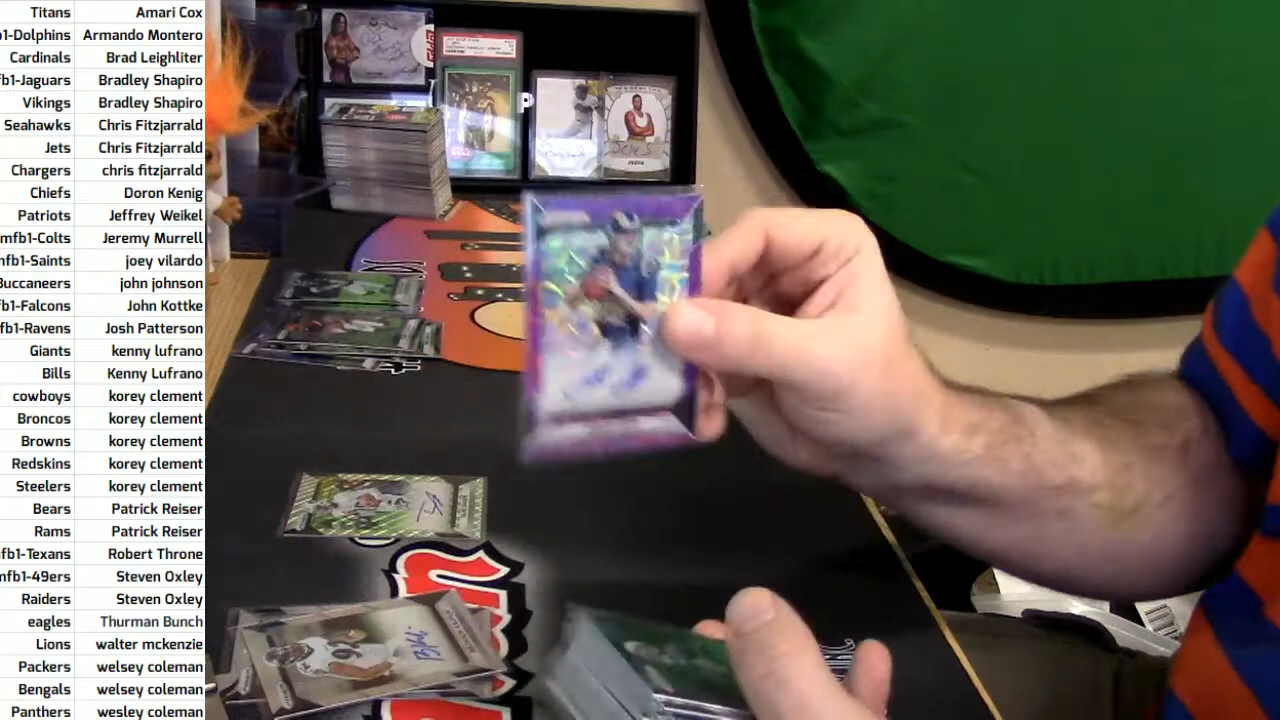 Titans Amari Cox
b1-Dolphins Armando Montero
Cardinals Brad Leighliter
fb1-Jaguars Bradley Shapiro
Vikings Bradley Shapiro
Seahawks Chris Fitzjarrald
Jets Chris Fitzjarrald
Chargers chris fitzjarrald
Chiefs Doron Kenig
Patriots Jeffrey Weikel
mfb1-Colts Jeremy Murrell
nfb1-Saints joey vilardo
Buccaneers john johnson
fb1-Falcons John Kottke
fb1-Ravens Josh Patterson
Giants kenny lufrano
Bills Kenny Lufrano
cowboys korey clement
Broncos korey clement
Browns korey clement
Redskins korey clement
Steelers korey clement
Bears Patrick Reiser
Rams Patrick Reiser
fb1-Texans Robert Throne
nfb1-49ers Steven Oxley
Raiders Steven Oxley
eagles Thurman Bunch
Lions walter mckenzie
Packers welsey coleman
Bengals welsey coleman
Panthers wesley coleman